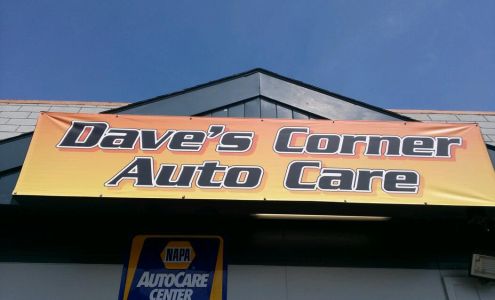 Dave's Corner
Auto Care
NAPA
AUTOCARE
CENTER